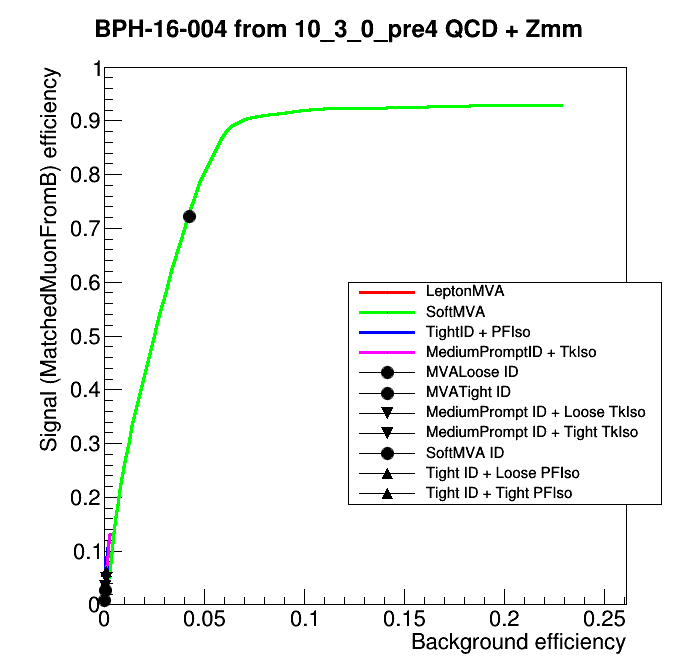 BPH-16-004 from 10_3_0_pre4 QCD + Zmm
Signal (MatchedMuonFromB) efficiency
1
0.9
0.8
0.7
0.6
0.5
0.4
0.3
0.2
0.1
0
LeptonMVA
SoftMVA
TightID + PFIso
MediumPromptID + TkIso
MVALoose ID
MVATight ID
MediumPrompt ID + Loose TkIso
MediumPrompt ID + Tight TkIso
SoftMVA ID
Tight ID + Loose PFIso
Tight ID + Tight PFIso
0 0.05 0.1 0.15 0.2 0.25
Background efficiency